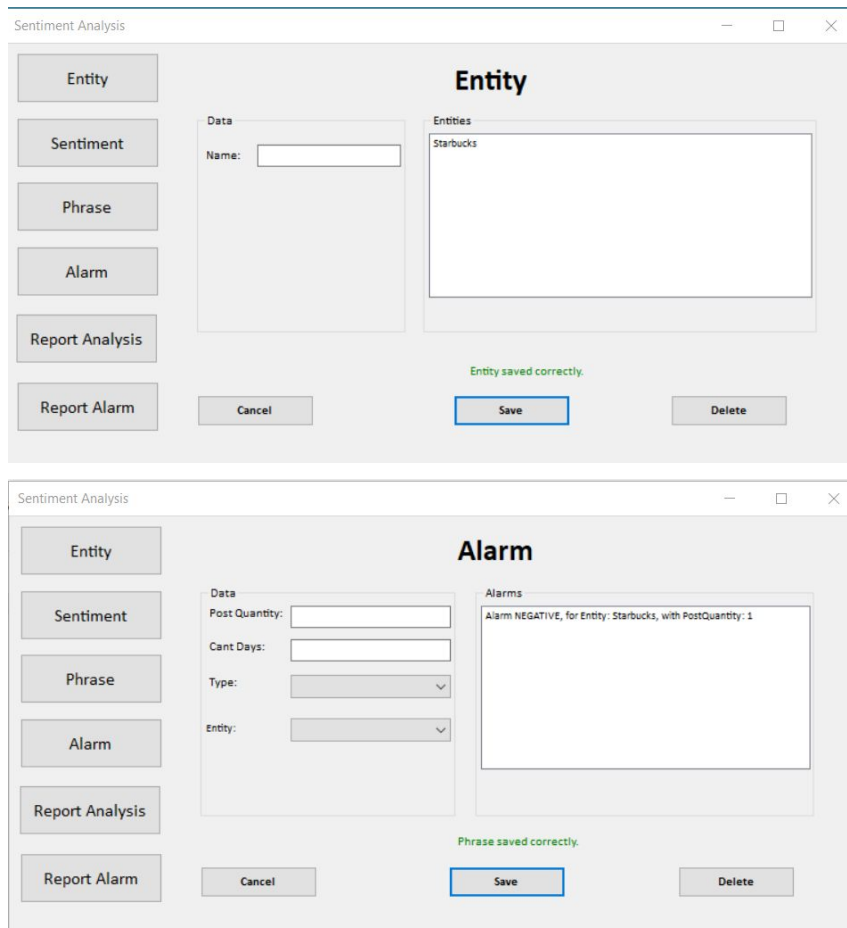 Sentiment Analysis
Entity
Sentiment
Phrase
Alarm
Report Analysis
Report Alarm
Entity
Data
Name:
Entities
Starbucks
Entity saved correctly.
Cancel
Save
Delete
Sentiment Analysis
Entity
Sentiment
Phrase
Alarm
Report Analysis
Report Alarm
Alarm
Data
Post Quantity:
Cant Days:
Type:
Entity:
Alarms
Alarm NEGATIVE, for Entity: Starbucks, with PostQuantity: 1
Phrase saved correctly.
Cancel
Save
Delete